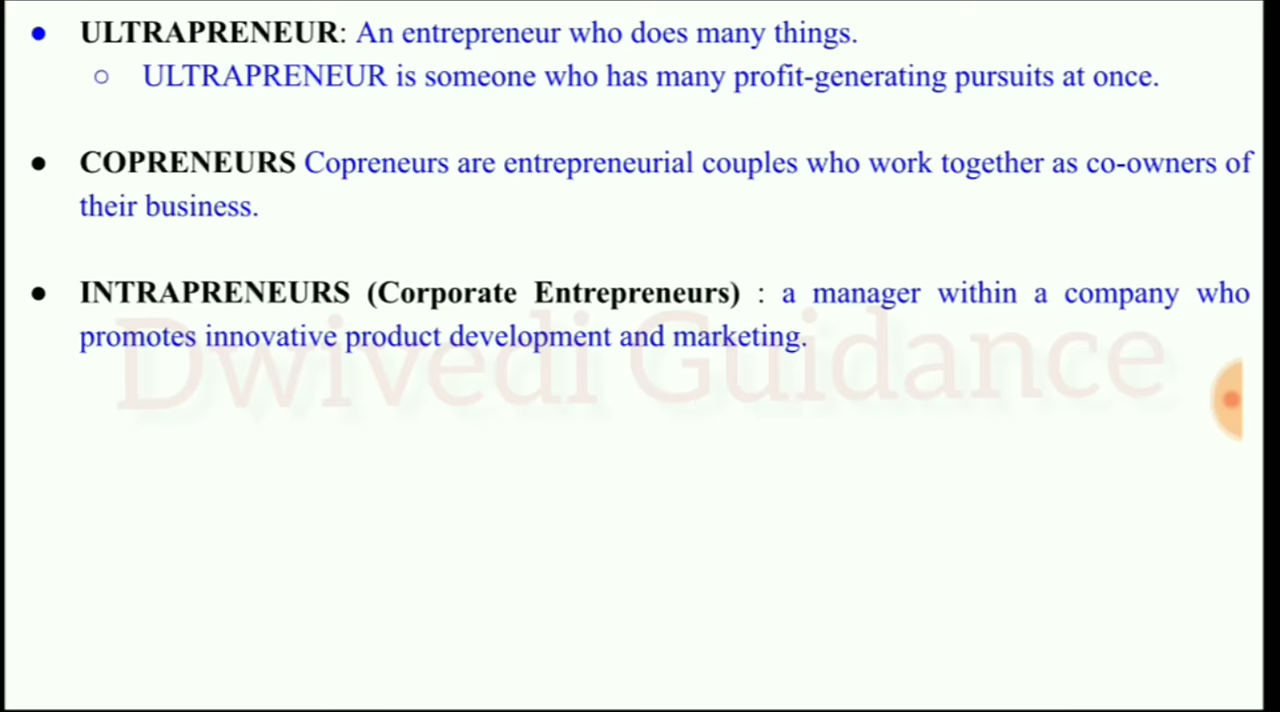 ● ULTRAPRENEUR: An entrepreneur who does many things.
○ ULTRAPRENEUR is someone who has many profit-generating pursuits at once.
● COPRENEURS Copreneurs are entrepreneurial couples who work together as co-owners of
their business.
● INTRAPRENEURS (Corporate Entrepreneurs) : a manager within a company who
promotes innovative product development and marketing.
Dwivedi Guidance